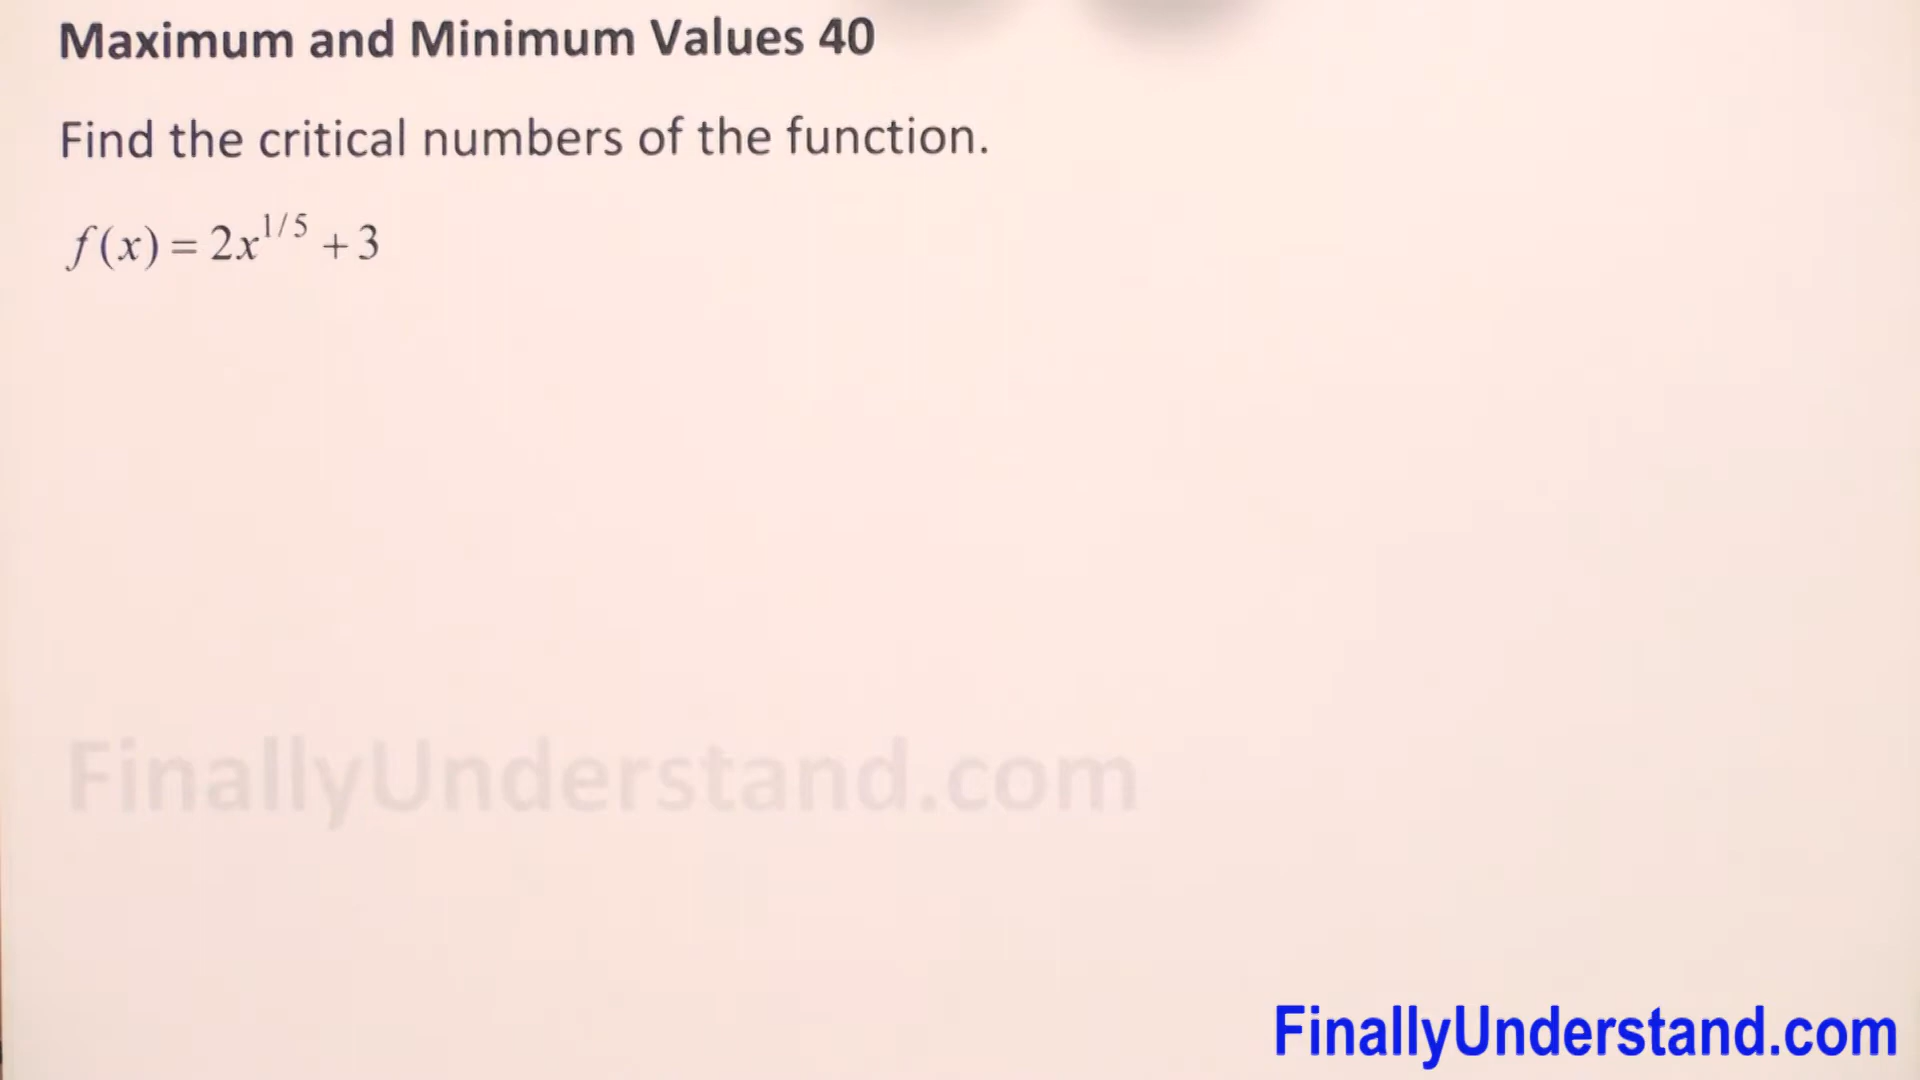 Maximum and Minimum Values 40
Find the critical numbers of the function.
f(x) = 2x^{1/5} + 3
FinallyUnderstand.com
FinallyUnderstand.com